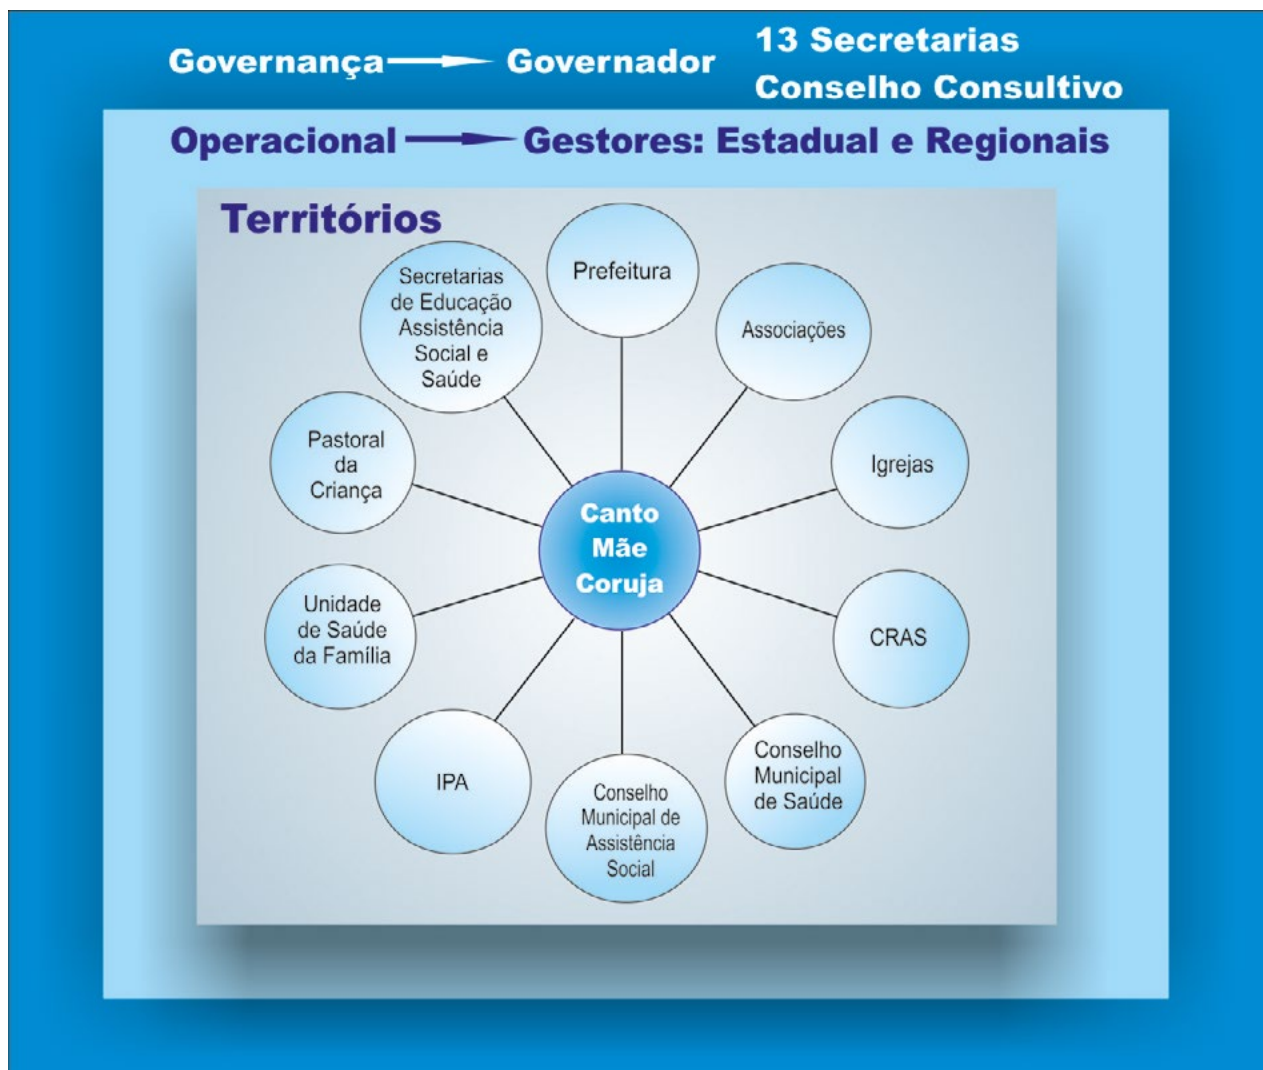 Governança Governador
13 Secretarias
Conselho Consultivo
Operacional Gestores: Estadual e Regionais
Territórios
Secretarias
de Educação
Assistência
Social e
Saúde
Prefeitura
Associações
Pastoral
da
Criança
Igrejas
Canto
Mãe
Coruja
Unidade
de Saúde
da Família
CRAS
IPA
Conselho
Municipal de
Assistência
Social
Conselho
Municipal
de Saúde